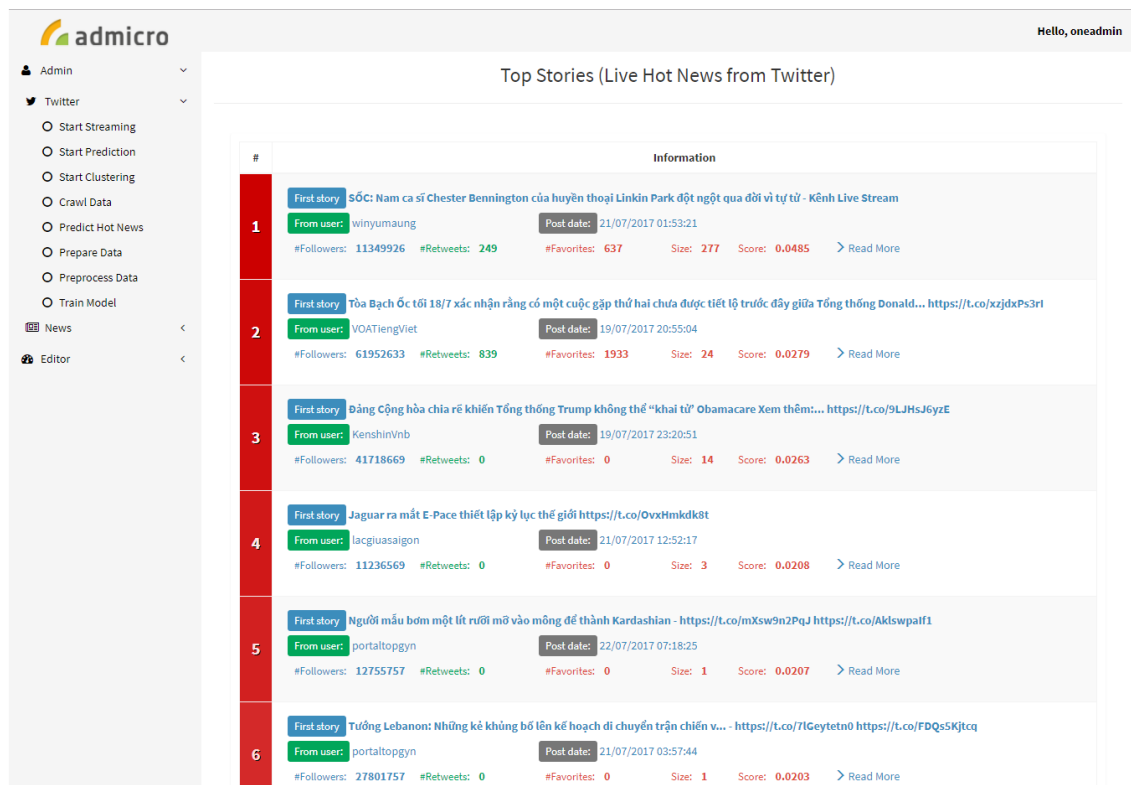 admicro
Hello, oneadmin
Admin
Twitter
Start Streaming
Start Prediction
Start Clustering
Crawl Data
Predict Hot News
Prepare Data
Preprocess Data
Train Model
News
Editor
Top Stories (Live Hot News from Twitter)
# Information
1
First story SỐC: Nam ca sĩ Chester Bennington của huyền thoại Linkin Park đột ngột qua đời vì tự tử - Kênh Live Stream
From user: winyumaung Post date: 21/07/2017 01:53:21
#Followers: 11349926 #Retweets: 249 #Favorites: 637 Size: 277 Score: 0.0485 Read More
2
First story Tòa Bạch Ốc tối 18/7 xác nhận rằng có một cuộc gặp thứ hai chưa được tiết lộ trước đây giữa Tổng thống Donald... https://t.co/xzjdxPs3rI
From user: VOATiengViet Post date: 19/07/2017 20:55:04
#Followers: 61952633 #Retweets: 839 #Favorites: 1933 Size: 24 Score: 0.0279 Read More
3
First story Đảng Cộng hòa chia rẽ khiến Tổng thống Trump không thể “khai tử’ Obamacare Xem thêm:... https://t.co/9LJHsJ6yzE
From user: KenshinVnb Post date: 19/07/2017 23:20:51
#Followers: 41718669 #Retweets: 0 #Favorites: 0 Size: 14 Score: 0.0263 Read More
4
First story Jaguar ra mắt E-Pace thiết lập kỷ lục thế giới https://t.co/OvxHmkdk8t
From user: lacgiuasaigon Post date: 21/07/2017 12:52:17
#Followers: 11236569 #Retweets: 0 #Favorites: 0 Size: 3 Score: 0.0208 Read More
5
First story Người mẫu bơm một lít rưỡi mỡ vào mông để thành Kardashian - https://t.co/mXsw9n2PqJ https://t.co/AklswpaIf1
From user: portaltopgyn Post date: 22/07/2017 07:18:25
#Followers: 12755757 #Retweets: 0 #Favorites: 0 Size: 1 Score: 0.0207 Read More
6
First story Tướng Lebanon: Những kẻ khủng bố lên kế hoạch di chuyển trận chiến v... - https://t.co/7lGeytetn0 https://t.co/FDQs5Kjtcq
From user: portaltopgyn Post date: 21/07/2017 03:57:44
#Followers: 27801757 #Retweets: 0 #Favorites: 0 Size: 1 Score: 0.0203 Read More